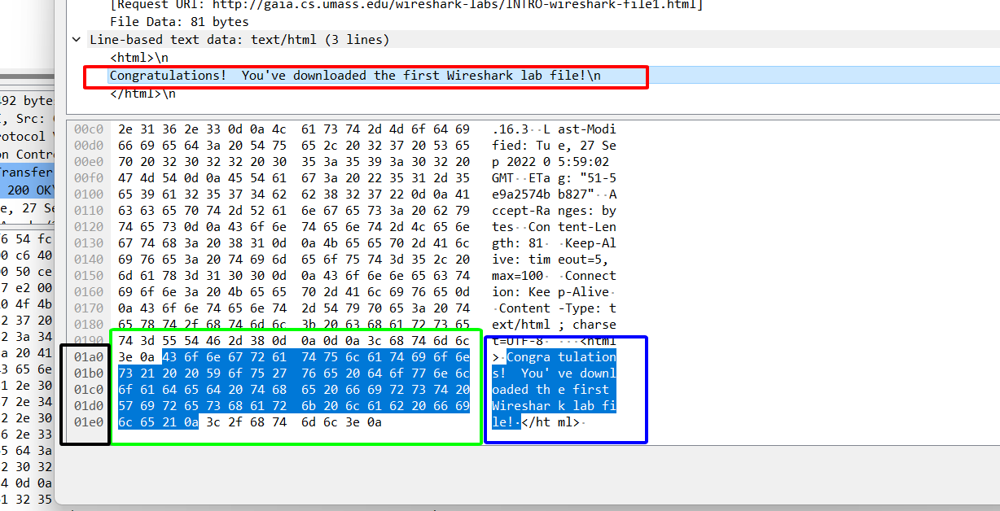 [Request URI: http://gaia.cs.umass.edu/wireshark-labs/INTRO-wireshark-file1.html]
File Data: 81 bytes
Line-based text data: text/html (3 lines)
<html>\n
Congratulations!  You've downloaded the first Wireshark lab file!\n
</html>\n
492 byte
, Src:
rotocol
on Contro
Transfer
200 OK\
e, 27 Se
6 54 fc
0 c6 40
0 50 ce
7 e2 00
0 4f 4b
2 37 20
2 3a 34
a 20 41
3 65 6e
1 2e 30
7 2e 34
2 2e 30
6 2e 33
5 64 3a
2 30 32
4 0d 0a
1 32 35
00c0 2e 31 36 2e 33 0d 0a 4c 61 73 74 2d 4d 6f 64 69 .16.3··L ast-Modi
00d0 66 69 65 64 3a 20 54 75 65 2c 20 32 37 20 53 65 fied: Tu e, 27 Se
00e0 70 20 32 30 32 32 20 30 35 3a 35 39 3a 30 32 20 p 2022 0 5:59:02
00f0 47 4d 54 0d 0a 45 54 61 67 3a 20 22 35 31 2d 35 GMT··ETa g: "51-5
0100 65 39 61 32 35 37 34 62 62 38 32 37 22 0d 0a 41 e9a2574b b827"··A
0110 63 63 65 70 74 2d 52 61 6e 67 65 73 3a 20 62 79 ccept-Ra nges: by
0120 74 65 73 0d 0a 43 6f 6e 74 65 6e 74 2d 4c 65 6e tes··Con tent-Len
0130 67 74 68 3a 20 38 31 0d 0a 4b 65 65 70 2d 41 6c gth: 81· ·Keep-Al
0140 69 76 65 3a 20 74 69 6d 65 6f 75 74 3d 35 2c 20 ive: tim eout=5,
0150 6d 61 78 3d 31 30 30 0d 0a 43 6f 6e 6e 65 63 74 max=100· ·Connect
0160 69 6f 6e 3a 20 4b 65 65 70 2d 41 6c 69 76 65 0d ion: Kee p-Alive·
0170 0a 43 6f 6e 74 65 6e 74 2d 54 79 70 65 3a 20 74 ·Content -Type: t
0180 65 78 74 2f 68 74 6d 6c 3b 20 63 68 61 72 73 65 ext/html ; charse
0190 74 3d 55 54 46 2d 38 0d 0a 0d 0a 3c 68 74 6d 6c t=UTF-8· ···<html
01a0 3e 0a 43 6f 6e 67 72 61 74 75 6c 61 74 69 6f 6e >·Congra tulation
01b0 73 21 20 20 59 6f 75 27 76 65 20 64 6f 77 6e 6c s!  You' ve downl
01c0 6f 61 64 65 64 20 74 68 65 20 66 69 72 73 74 20 oaded th e first
01d0 57 69 72 65 73 68 61 72 6b 20 6c 61 62 20 66 69 Wireshar k lab fi
01e0 6c 65 21 0a 3c 2f 68 74 6d 6c 3e 0a le!·</ht ml>·